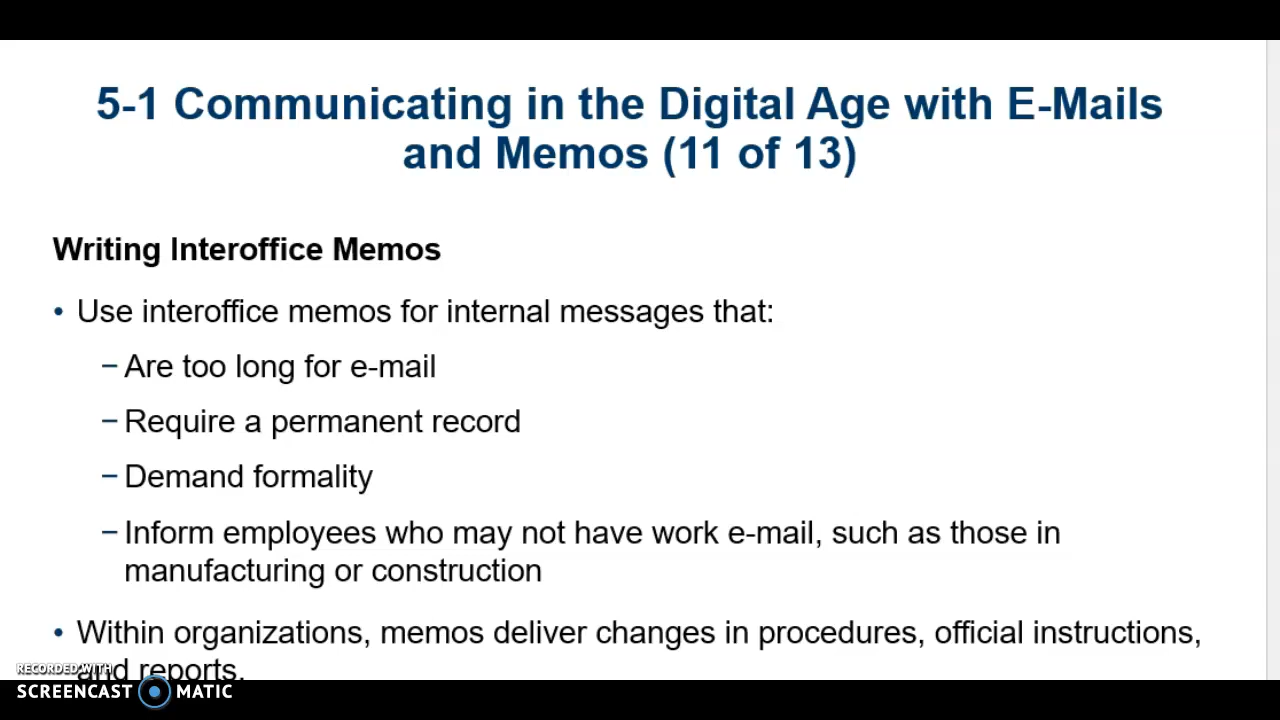 5-1 Communicating in the Digital Age with E-Mails
and Memos (11 of 13)
Writing Interoffice Memos
• Use interoffice memos for internal messages that:
− Are too long for e-mail
− Require a permanent record
− Demand formality
− Inform employees who may not have work e-mail, such as those in
manufacturing or construction
• Within organizations, memos deliver changes in procedures, official instructions,
and reports.
RECORDED WITH
SCREENCAST MATIC